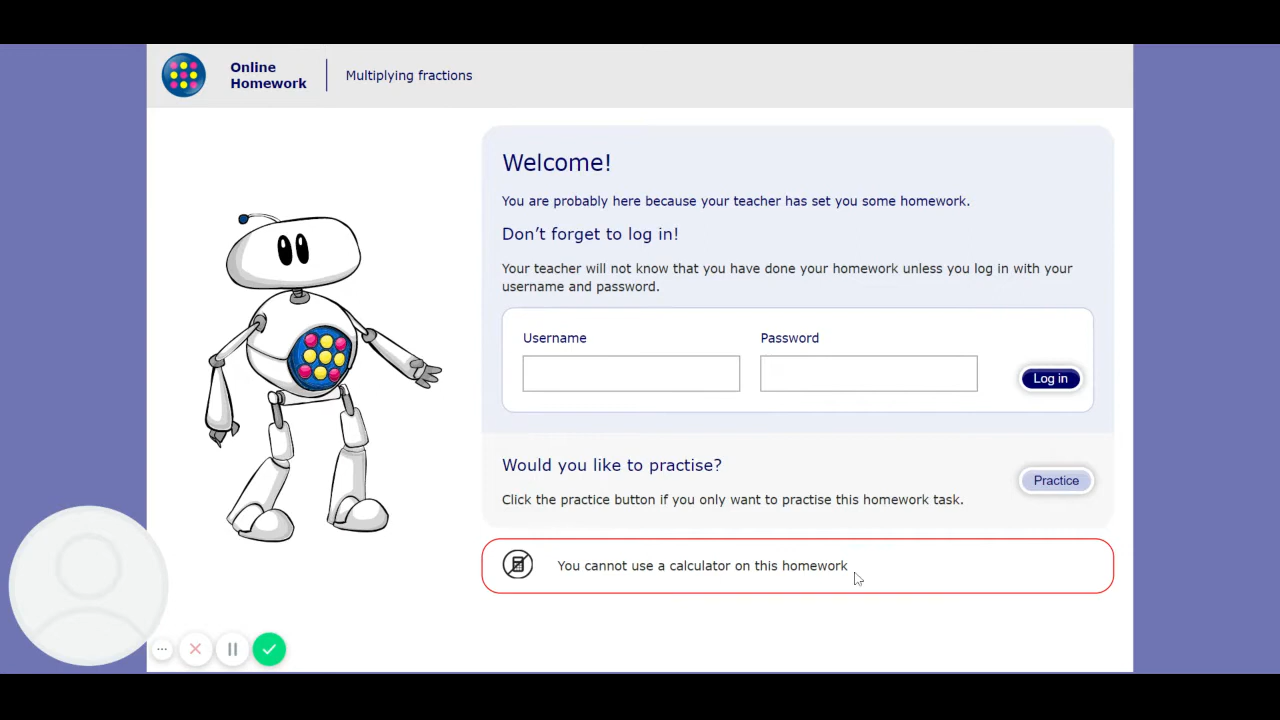 Online
Homework
Multiplying fractions
Welcome!
You are probably here because your teacher has set you some homework.
Don’t forget to log in!
Your teacher will not know that you have done your homework unless you log in with your
username and password.
Username
Password
Log in
Would you like to practise?
Practice
Click the practice button if you only want to practise this homework task.
You cannot use a calculator on this homework